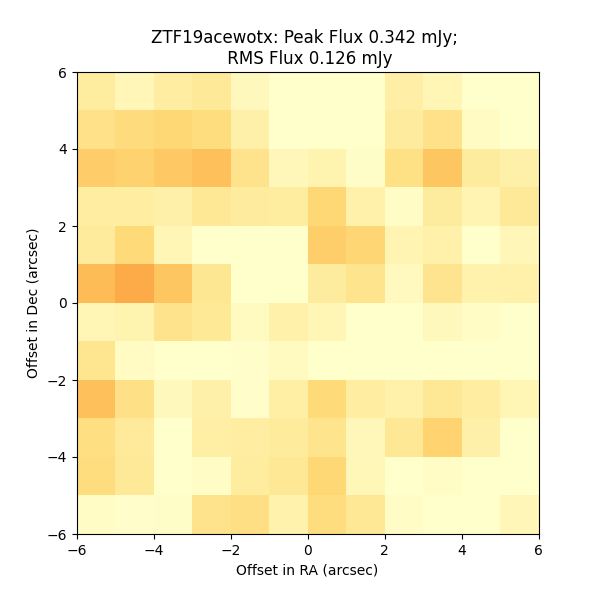 ZTF19acewotx: Peak Flux 0.342 mJy;
RMS Flux 0.126 mJy
6
4
2
0
−2
−4
−6
Offset in Dec (arcsec)
−6 −4 −2 0 2 4 6
Offset in RA (arcsec)